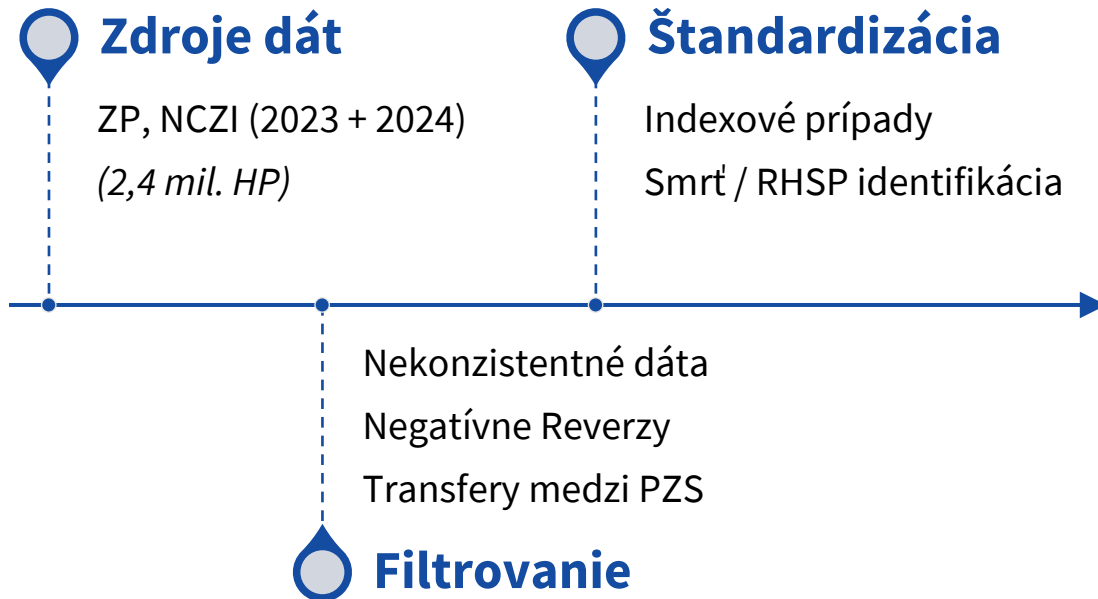 Zdroje dát
ZP, NCZI (2023 + 2024)
(2,4 mil. HP)
Štandardizácia
Indexové prípady
Smrť / RHSP identifikácia
Nekonzistentné dáta
Negatívne Reverzy
Transfery medzi PZS
Filtrovanie